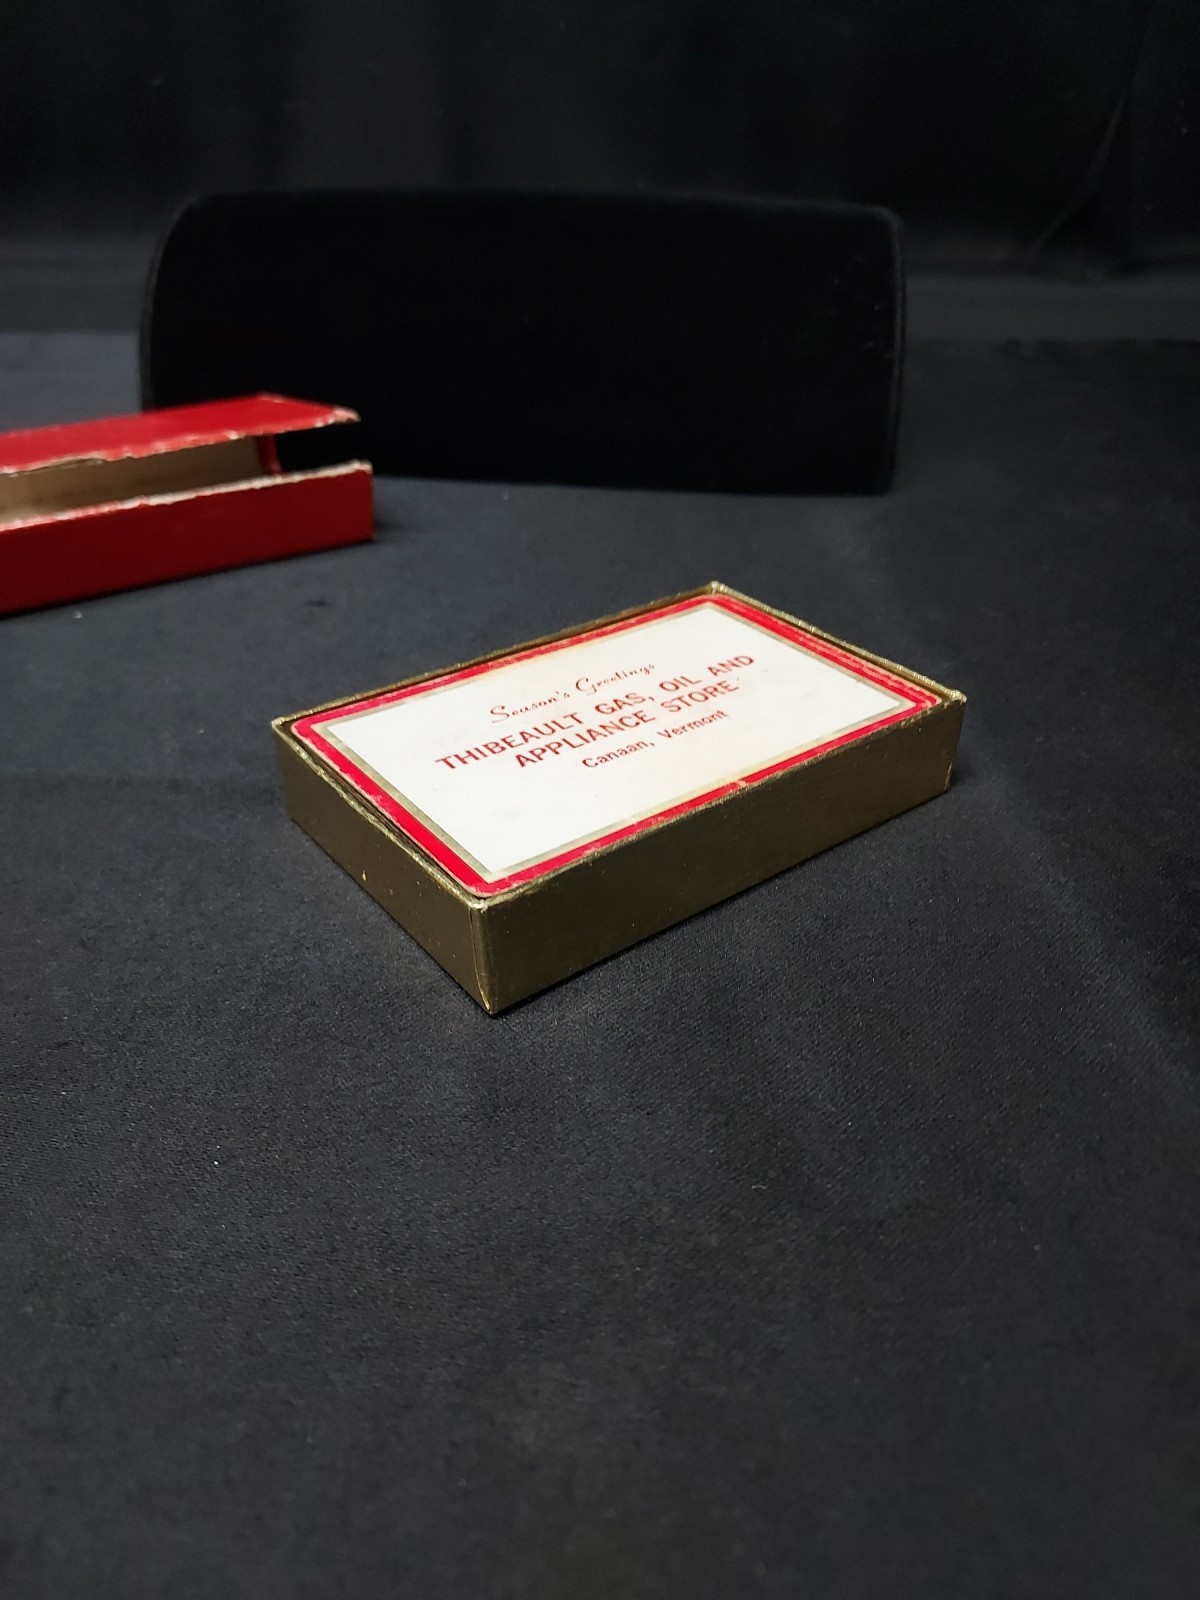 Season's Greetings
THIBEAULT GAS, OIL AND
APPLIANCE STORE
Canaan, Vermont